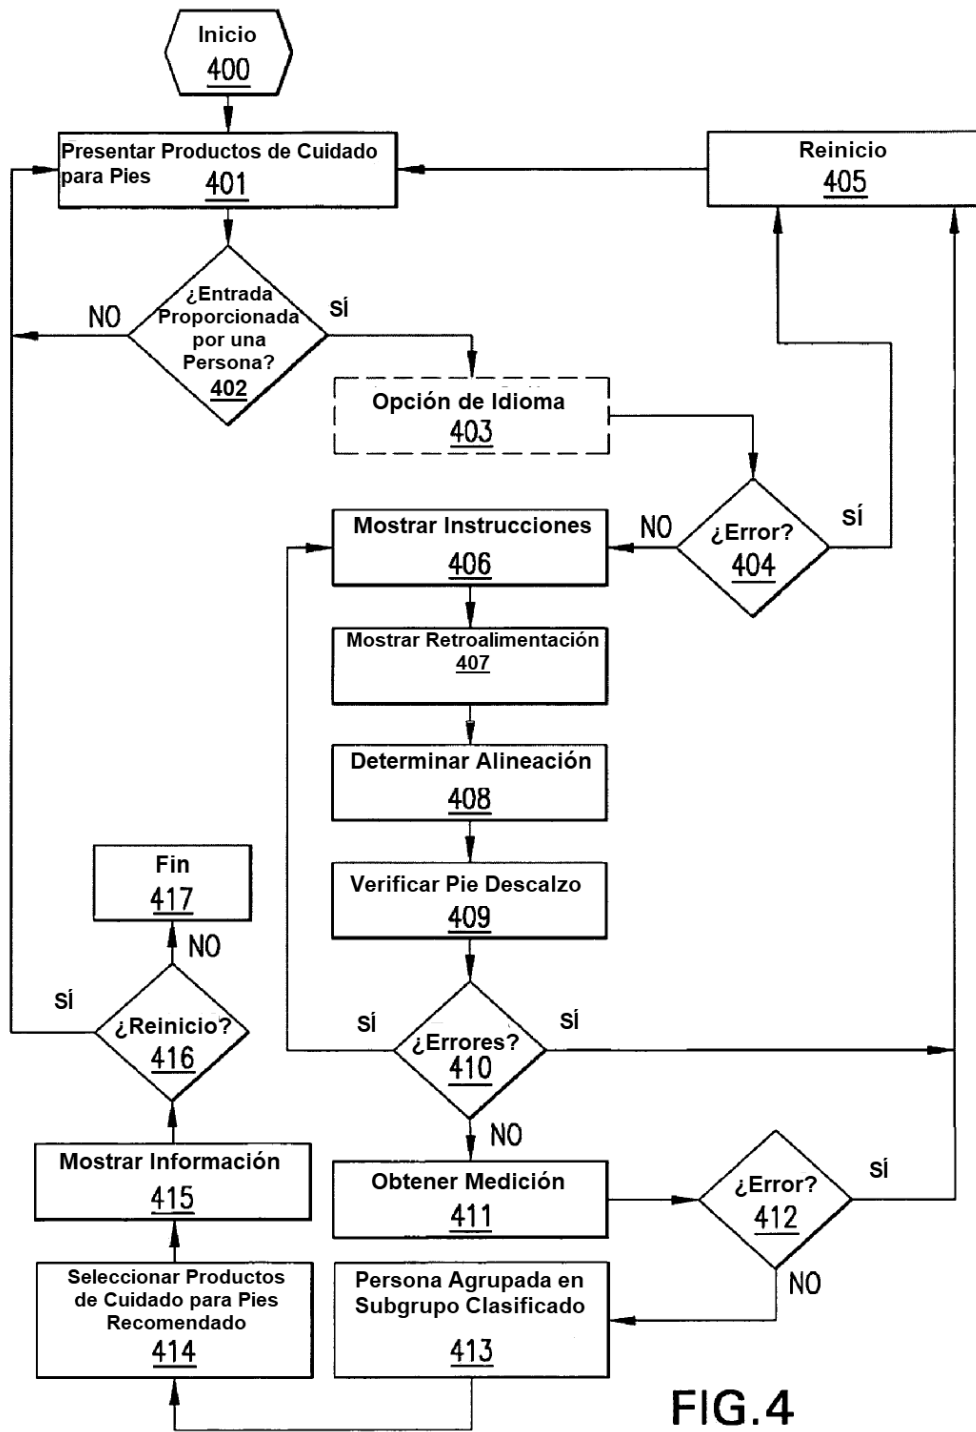 Inicio
400
Presentar Productos de Cuidado
para Pies
401
Reinicio
405
¿Entrada
Proporcionada
por una
Persona?
402
NO
SÍ
Opción de Idioma
403
¿Error?
404
NO
SÍ
Mostrar Instrucciones
406
Mostrar Retroalimentación
407
Determinar Alineación
408
Verificar Pie Descalzo
409
¿Errores?
410
SÍ
SÍ
NO
Obtener Medición
411
¿Error?
412
SÍ
NO
Persona Agrupada en
Subgrupo Clasificado
413
Seleccionar Productos
de Cuidado para Pies
Recomendado
414
Mostrar Información
415
¿Reinicio?
416
SÍ
NO
Fin
417
FIG.4